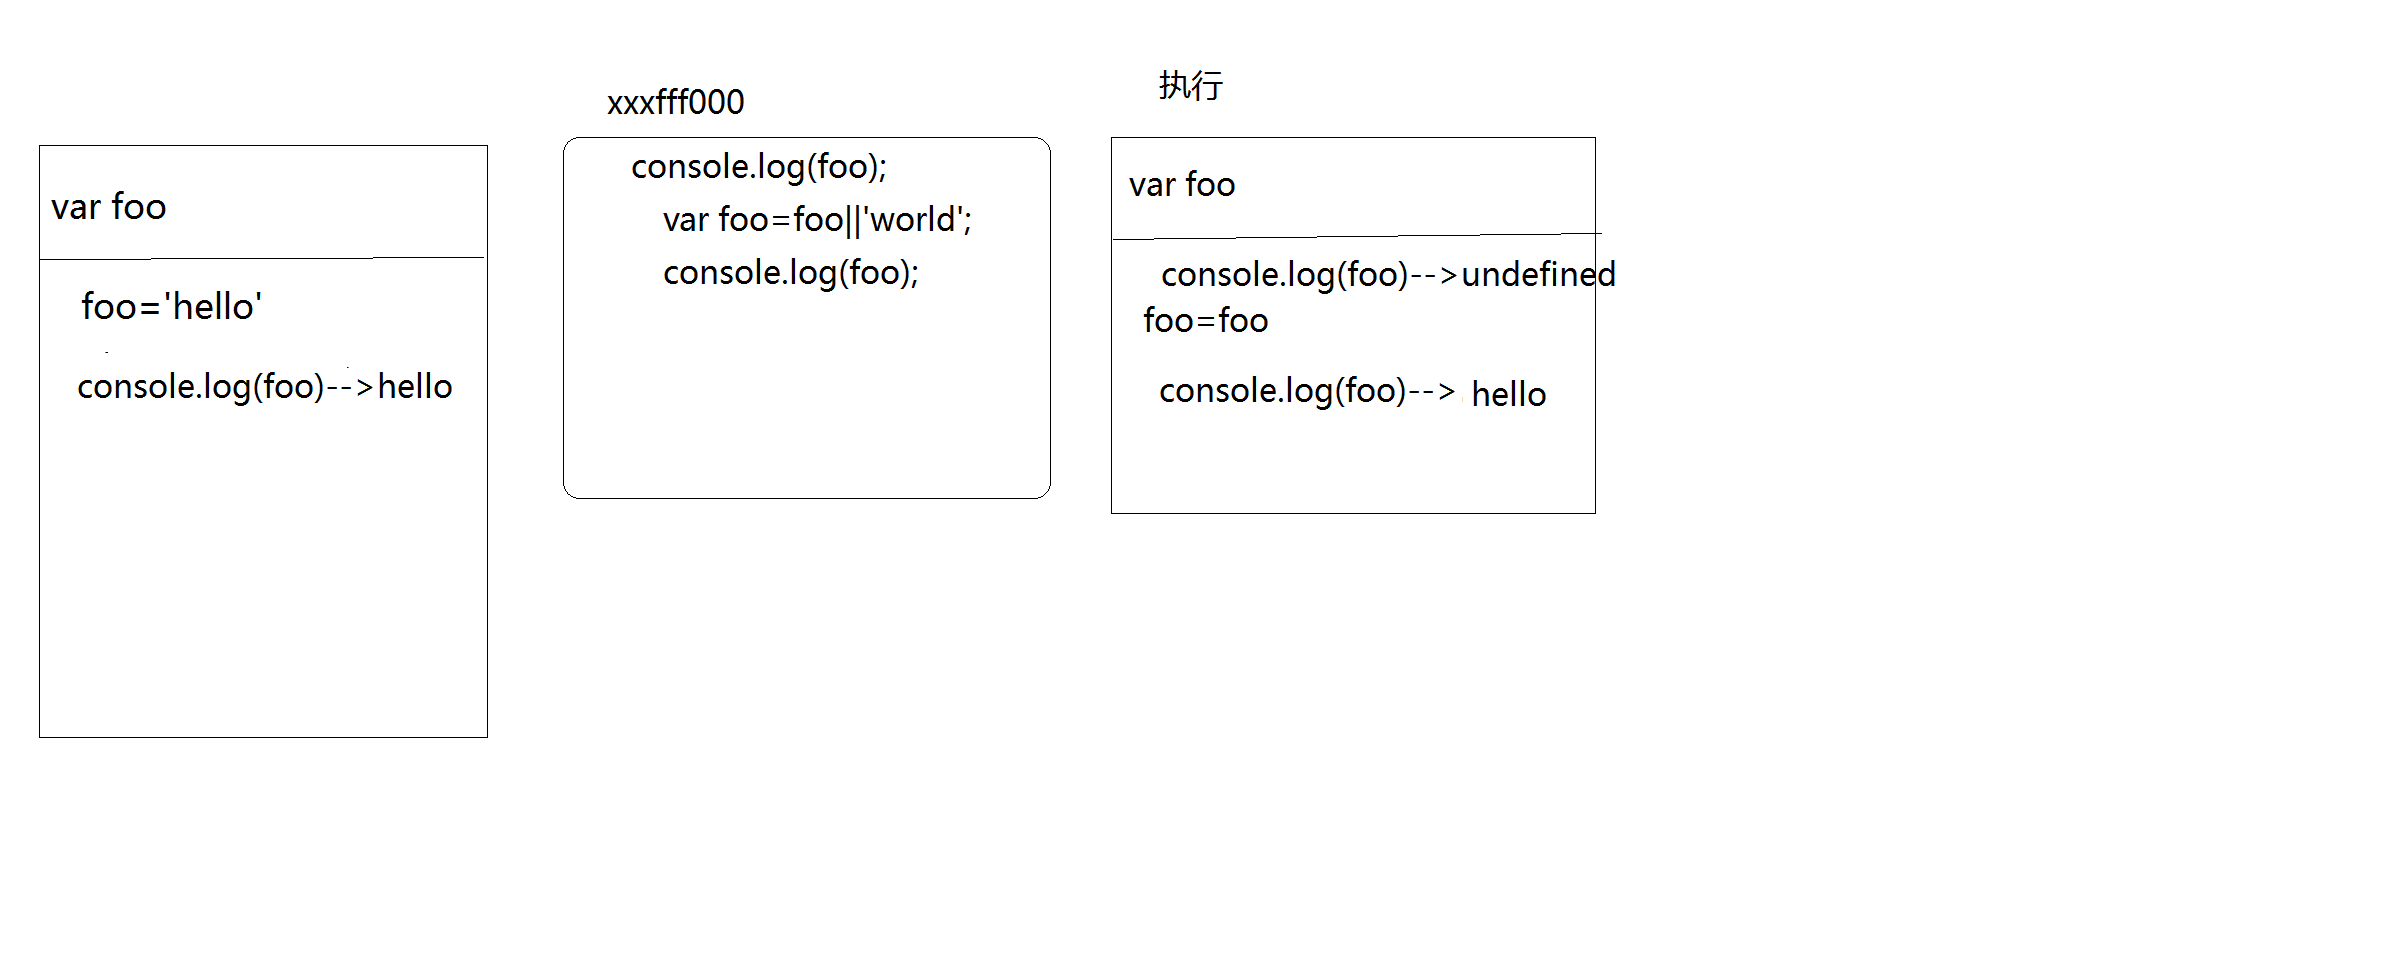 var foo
foo='hello'
console.log(foo)-->hello
xxxfff000
console.log(foo);
var foo=foo||'world';
console.log(foo);
执行
var foo
console.log(foo)-->undefined
foo=foo
console.log(foo)--> hello